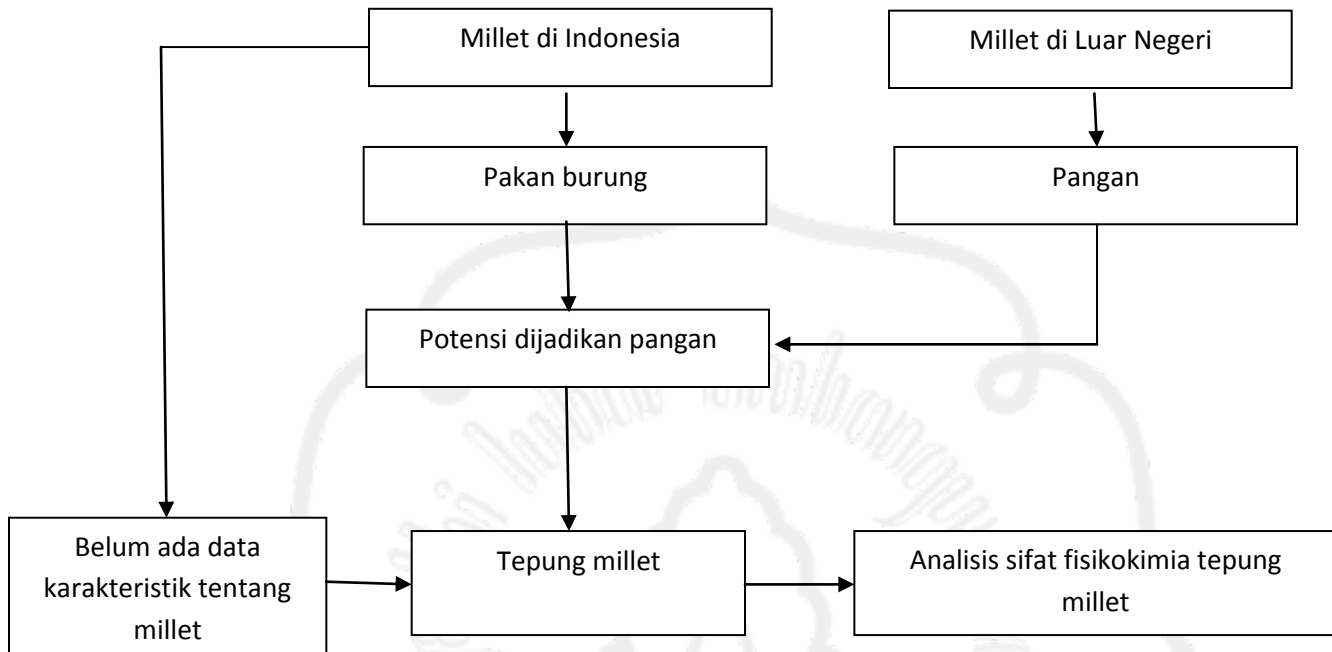 Millet di Indonesia
Millet di Luar Negeri
Pakan burung
Pangan
Potensi dijadikan pangan
Belum ada data
karakteristik tentang
millet
Tepung millet
Analisis sifat fisikokimia tepung
millet